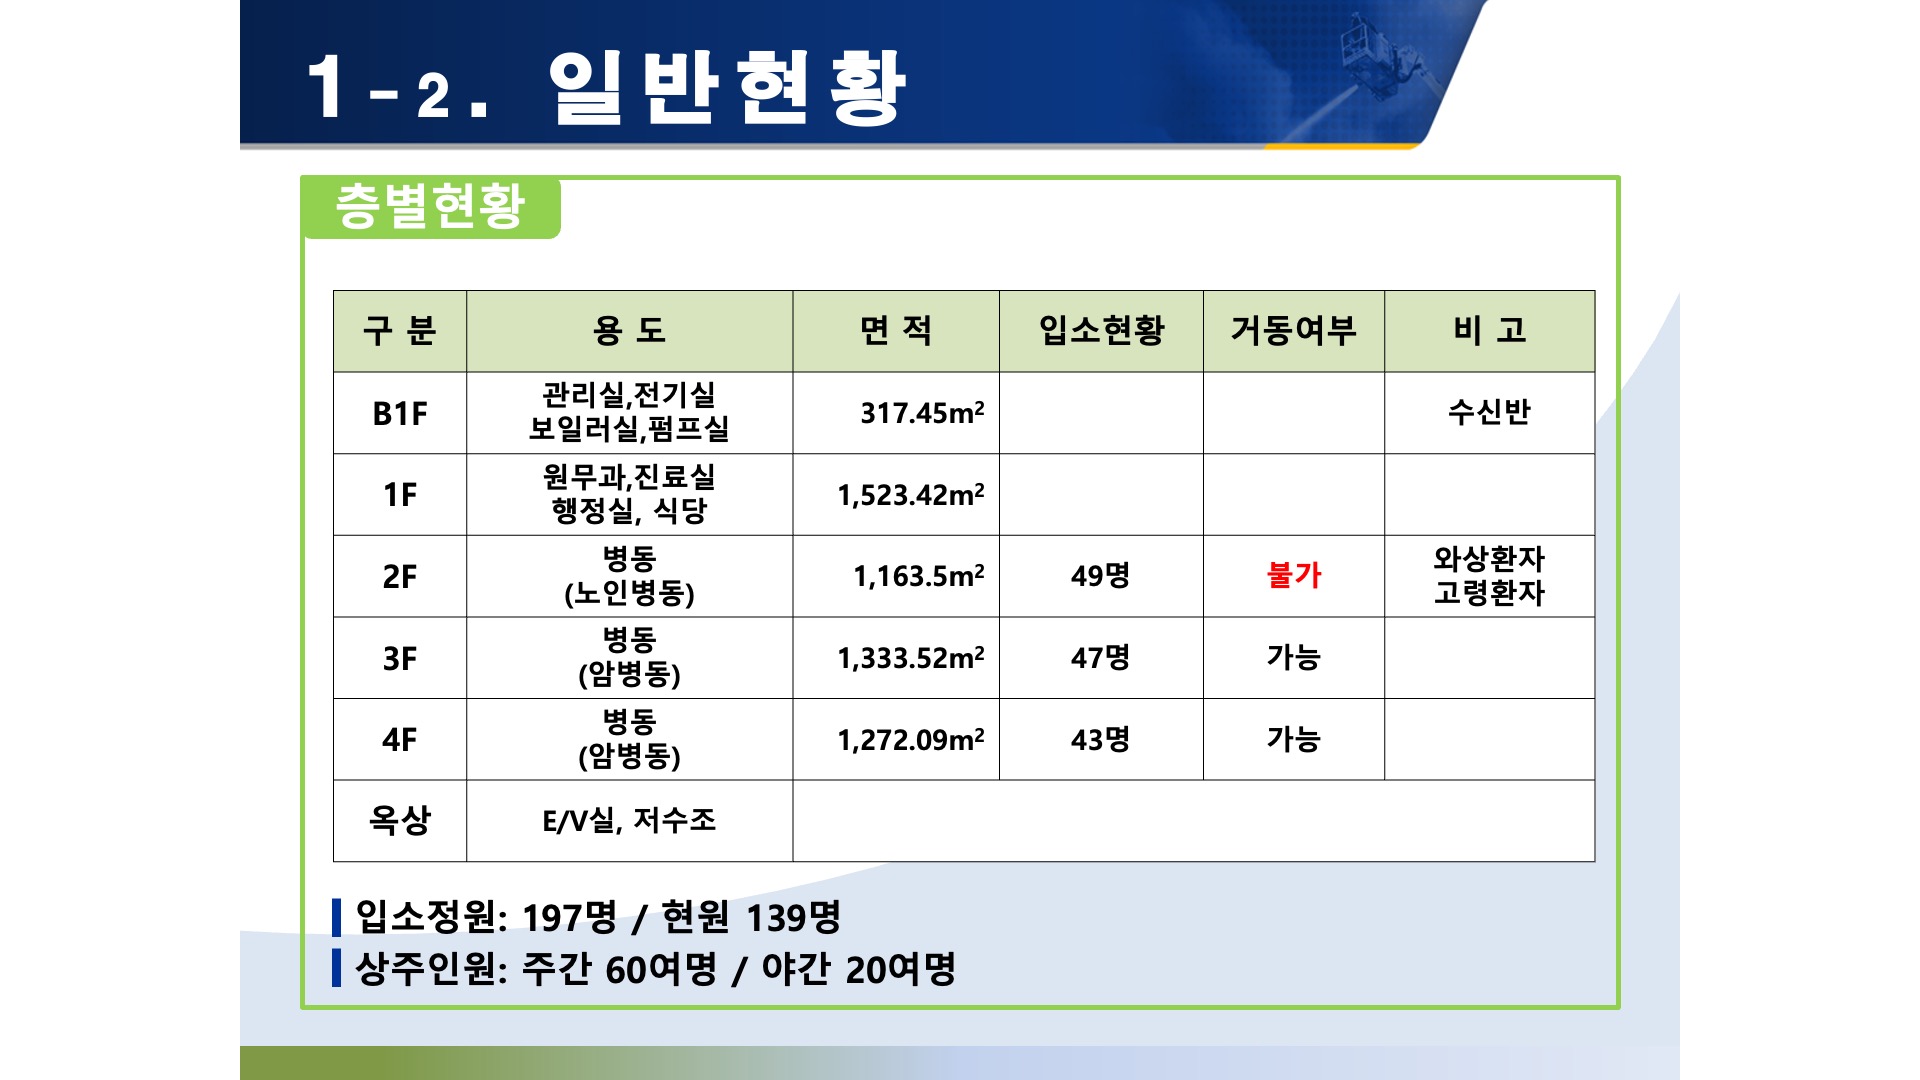 1-2. 일반현황
층별현황
구 분 용 도 면 적 입소현황 거동여부 비 고
B1F 관리실,전기실 317.45m² 수신반
보일러실,펌프실
1F 원무과,진료실 1,523.42m²
행정실, 식당
2F 병동 1,163.5m² 49명 불가 와상환자
(노인병동) 고령환자
3F 병동 1,333.52m² 47명 가능
(암병동)
4F 병동 1,272.09m² 43명 가능
(암병동)
옥상 E/V실, 저수조
입소정원: 197명 / 현원 139명
상주인원: 주간 60여명 / 야간 20여명